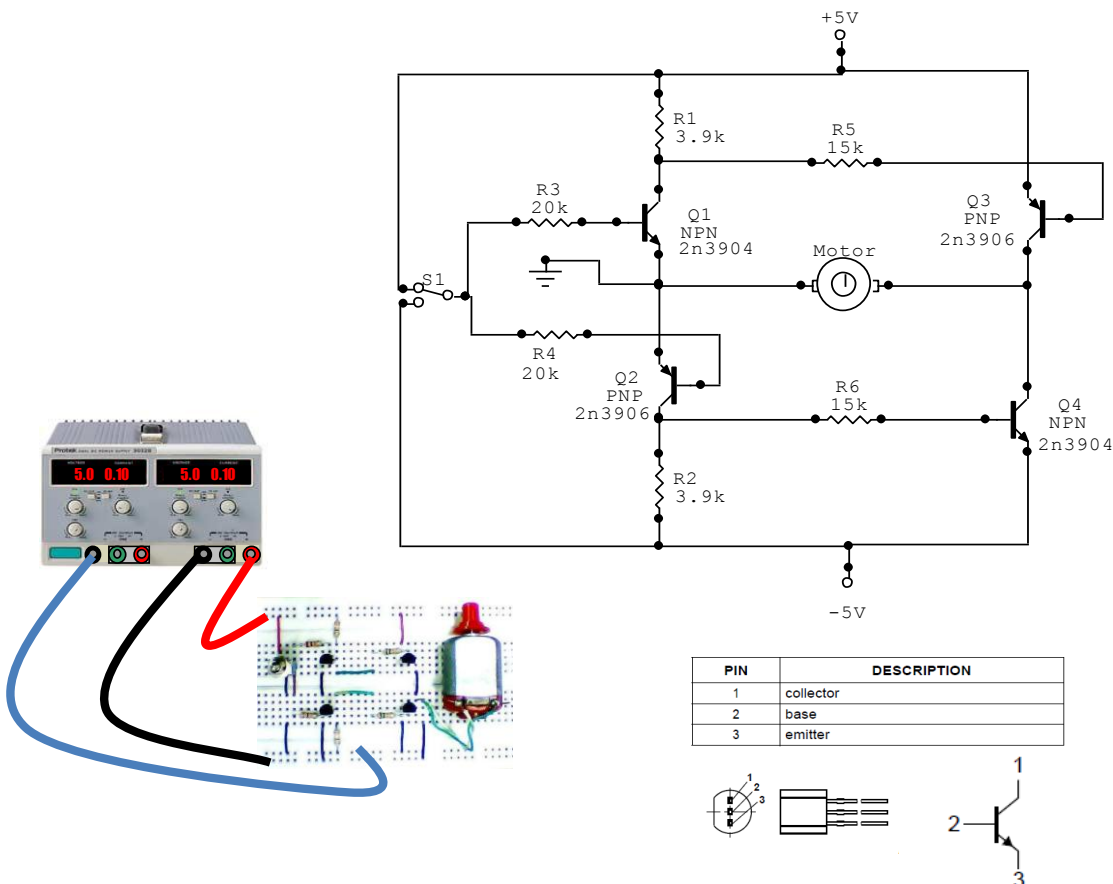 +5V
R1
3.9k
R5
15k
R3
20k
Q1
NPN
2n3904
Q3
PNP
2n3906
Motor
S1
R4
20k
Q2
PNP
2n3906
R6
15k
Q4
NPN
2n3904
R2
3.9k
-5V
Protek
5.0 0.10
5.0 0.10
PIN DESCRIPTION
1 collector
2 base
3 emitter
1
2
3
1
2
3